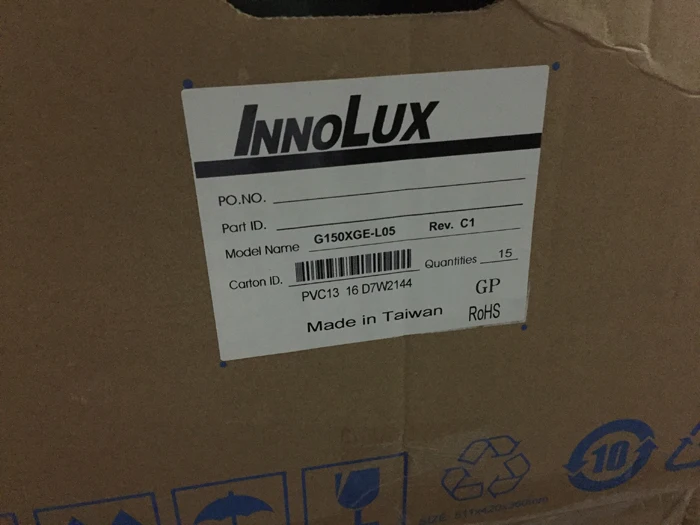 INNOLUX
PO.NO.
Part ID.
Model Name G150XGE-L05 Rev. C1
Carton ID. Quantities 15
PVC13 16 D7W2144
GP
Made in Taiwan RoHS
10